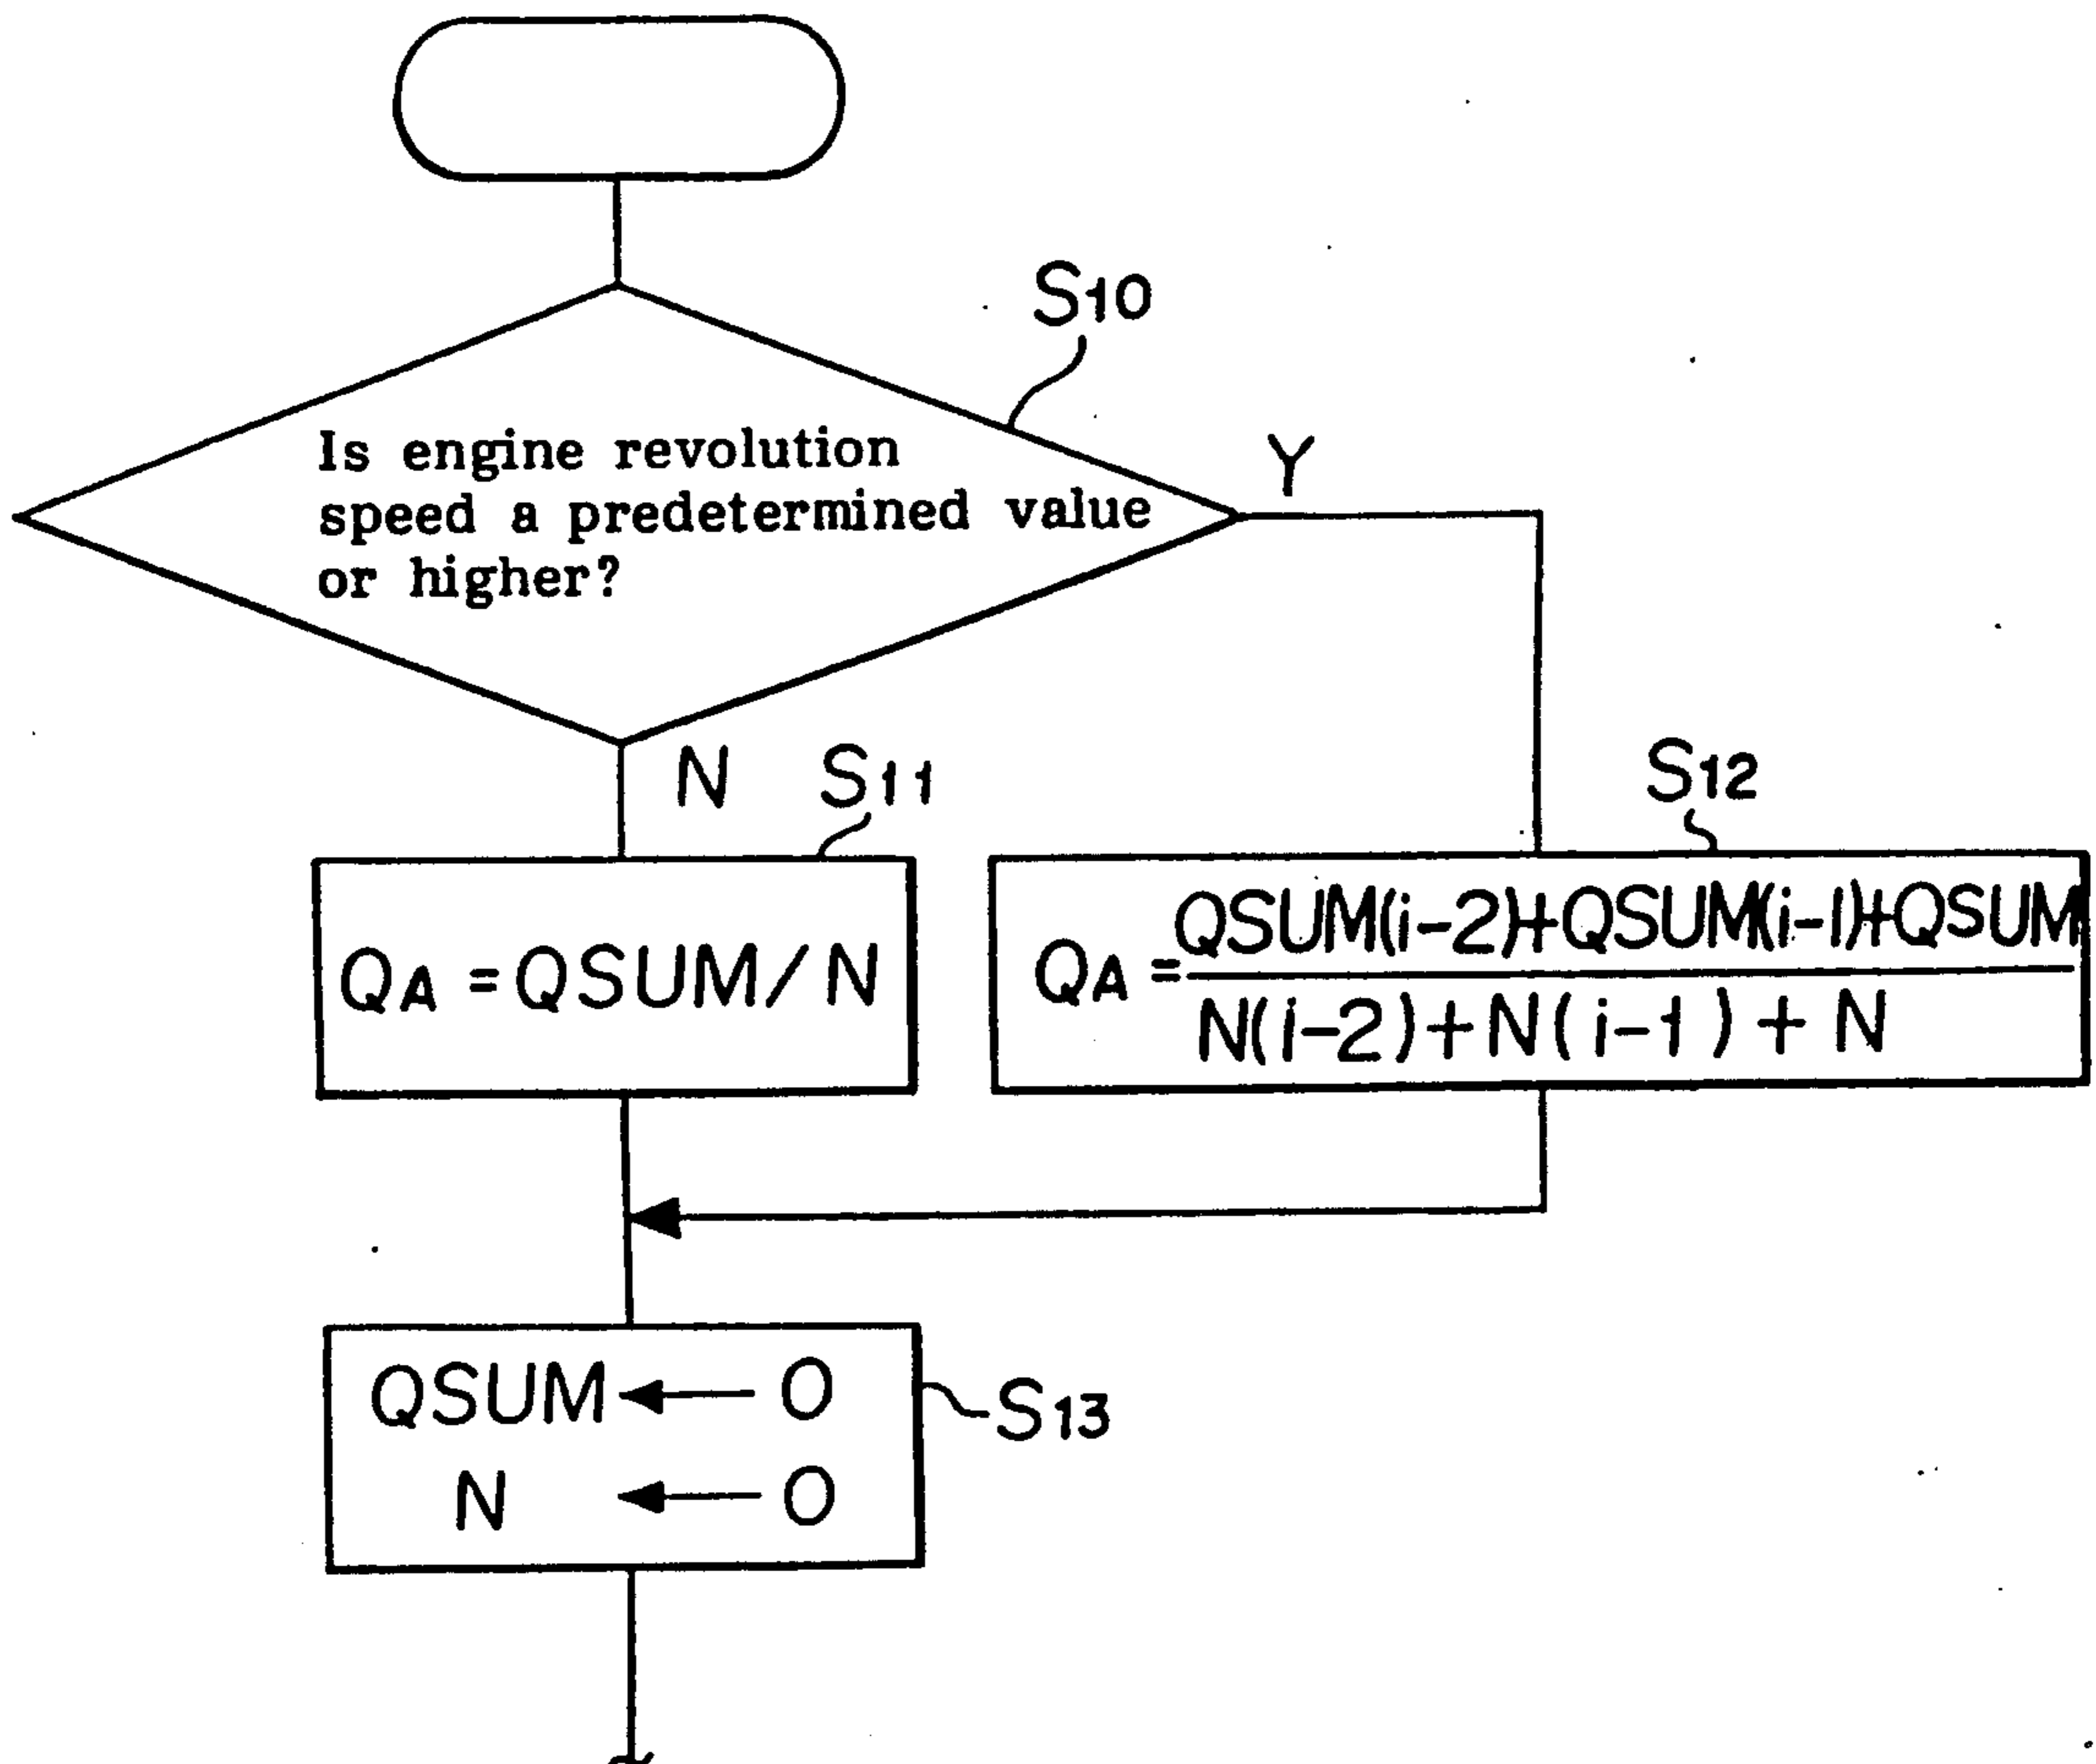 S10
Is engine revolution
speed a predetermined value
or higher?
Y
N
S11
S12
QA = QSUM/N
QA = QSUM(i-2)+QSUM(i-1)+QSUM
N(i-2)+N(i-1)+N
QSUM ← 0
N ← 0
S13